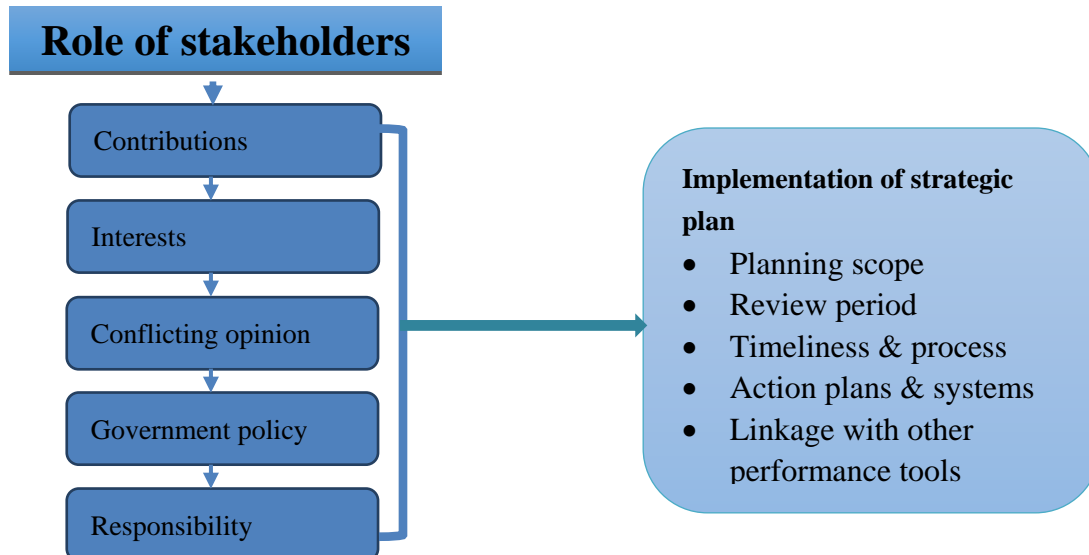 Role of stakeholders
Contributions
Interests
Conflicting opinion
Government policy
Responsibility
Implementation of strategic
plan
• Planning scope
• Review period
• Timeliness & process
• Action plans & systems
• Linkage with other
performance tools